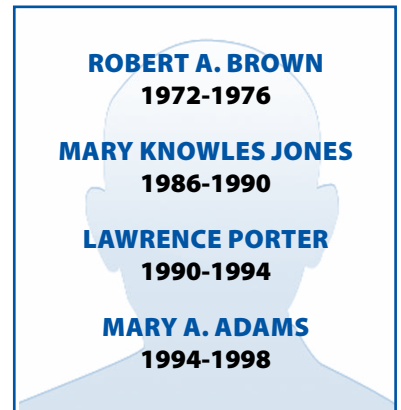 ROBERT A. BROWN
1972-1976
MARY KNOWLES JONES
1986-1990
LAWRENCE PORTER
1990-1994
MARY A. ADAMS
1994-1998